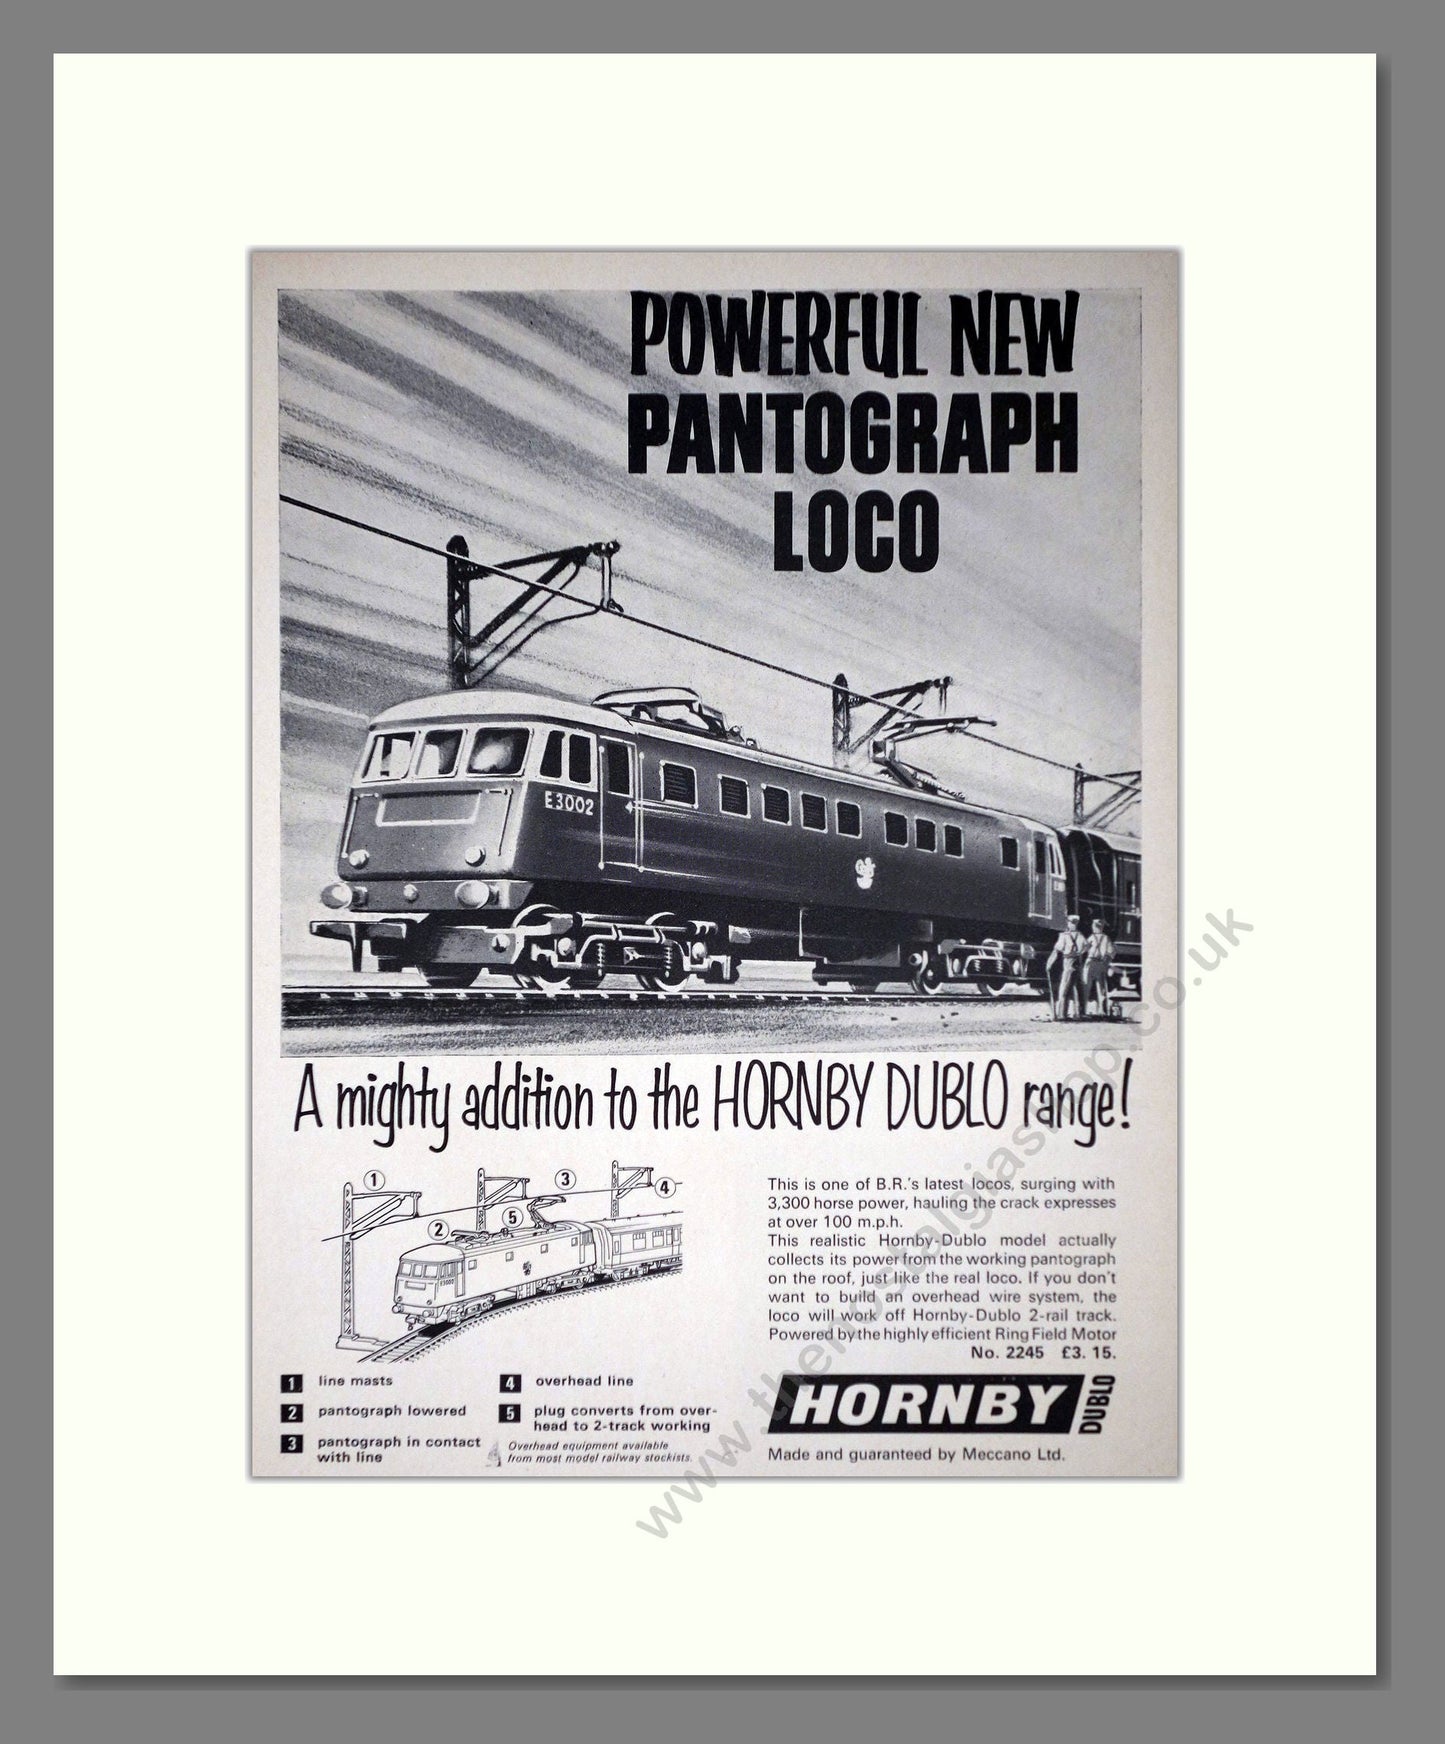 POWERFUL NEW
PANTOGRAPH
LOCO
E3002
A mighty addition to the HORNBY DUBLO range!
1
2
3
4
5
E3002
This is one of B.R.'s latest locos, surging with
3,300 horse power, hauling the crack expresses
at over 100 m.p.h.
This realistic Hornby-Dublo model actually
collects its power from the working pantograph
on the roof, just like the real loco. If you don't
want to build an overhead wire system, the
loco will work off Hornby-Dublo 2-rail track.
Powered by the highly efficient Ring Field Motor
No. 2245 £3. 15.
1 line masts
2 pantograph lowered
3 pantograph in contact
with line
4 overhead line
5 plug converts from over-
head to 2-track working
Overhead equipment available
from most model railway stockists.
HORNBY
DUBLO
Made and guaranteed by Meccano Ltd.
www.thenostalgiashop.co.uk